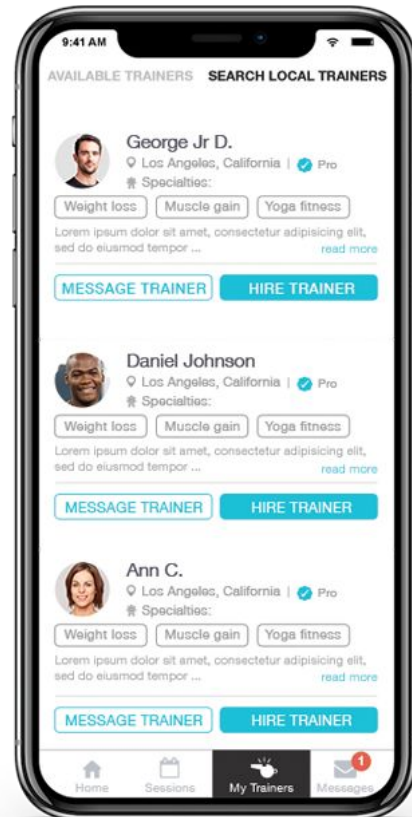 9:41 AM
AVAILABLE TRAINERS SEARCH LOCAL TRAINERS
George Jr D.
Los Angeles, California | Pro
Specialties:
Weight loss Muscle gain Yoga fitness
Lorem ipsum dolor sit amet, consectetur adipisicing elit,
sed do eiusmod tempor ... read more
MESSAGE TRAINER HIRE TRAINER
Daniel Johnson
Los Angeles, California | Pro
Specialties:
Weight loss Muscle gain Yoga fitness
Lorem ipsum dolor sit amet, consectetur adipisicing elit,
sed do eiusmod tempor ... read more
MESSAGE TRAINER HIRE TRAINER
Ann C.
Los Angeles, California | Pro
Specialties:
Weight loss Muscle gain Yoga fitness
Lorem ipsum dolor sit amet, consectetur adipisicing elit,
sed do eiusmod tempor ... read more
MESSAGE TRAINER HIRE TRAINER
1
Home Sessions My Trainers Messages